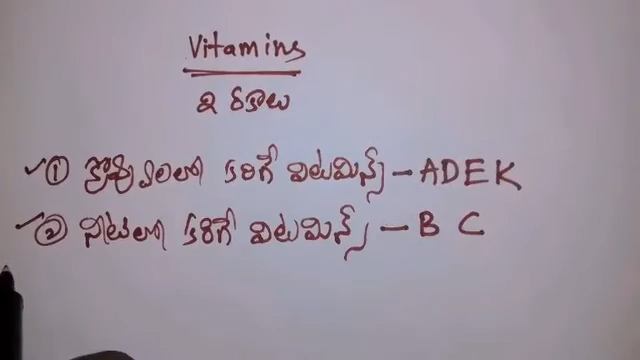 Vitamins
౨ రకాలు
① క్రొవ్వులలో కరిగే విటమిన్స్ - ADEK
② నీటిలో కరిగే విటమిన్స్ - B C